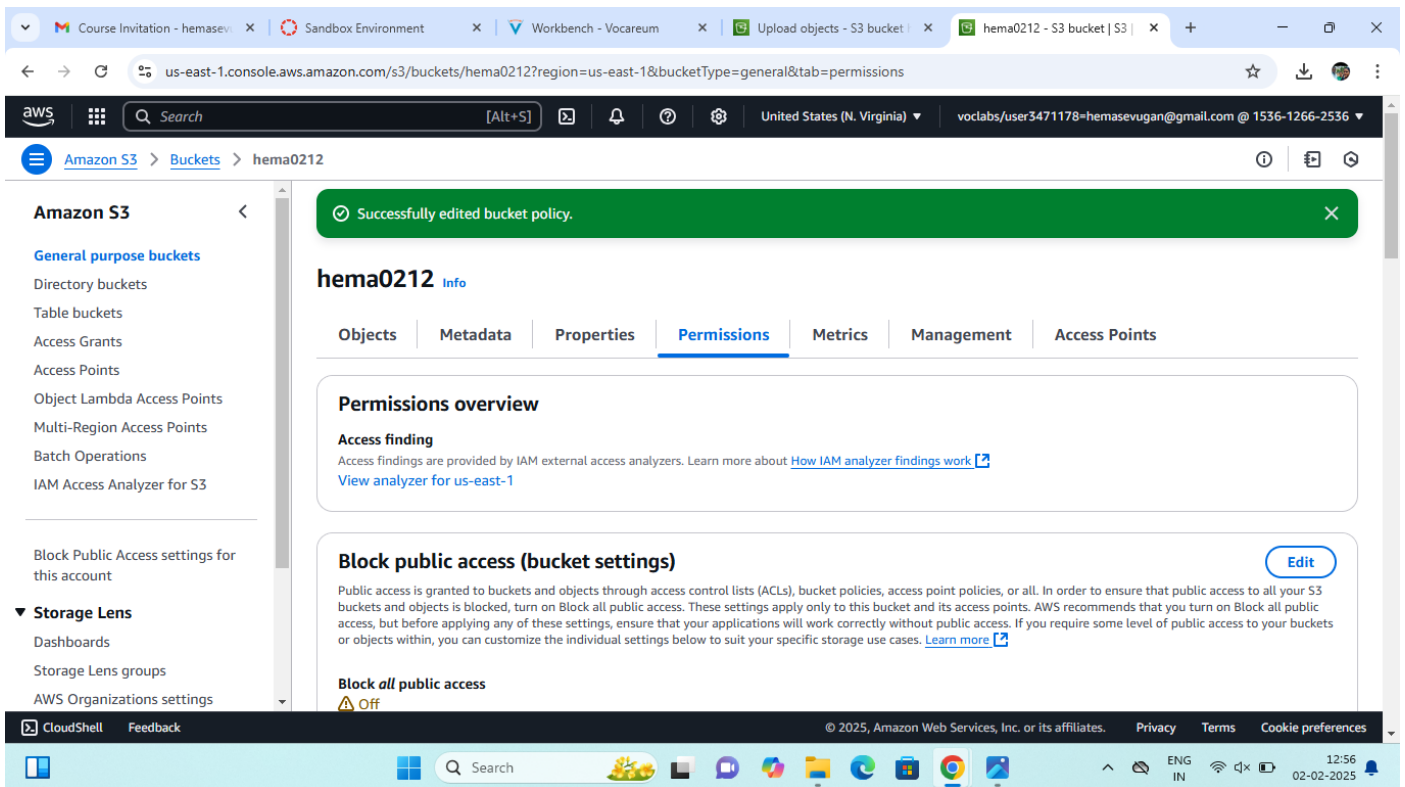 Course Invitation - hemasev
Sandbox Environment
Workbench - Vocareum
Upload objects - S3 bucket
hema0212 - S3 bucket | S3 |
us-east-1.console.aws.amazon.com/s3/buckets/hema0212?region=us-east-1&bucketType=general&tab=permissions
aws
Search [Alt+S]
United States (N. Virginia) ▼
voclabs/user3471178=hemasevugan@gmail.com @ 1536-1266-2536 ▼
Amazon S3 > Buckets > hema0212
Amazon S3
General purpose buckets
Directory buckets
Table buckets
Access Grants
Access Points
Object Lambda Access Points
Multi-Region Access Points
Batch Operations
IAM Access Analyzer for S3
Block Public Access settings for
this account
▼ Storage Lens
Dashboards
Storage Lens groups
AWS Organizations settings
Successfully edited bucket policy.
hema0212 Info
Objects
Metadata
Properties
Permissions
Metrics
Management
Access Points
Permissions overview
Access finding
Access findings are provided by IAM external access analyzers. Learn more about How IAM analyzer findings work
View analyzer for us-east-1
Block public access (bucket settings)
Edit
Public access is granted to buckets and objects through access control lists (ACLs), bucket policies, access point policies, or all. In order to ensure that public access to all your S3
buckets and objects is blocked, turn on Block all public access. These settings apply only to this bucket and its access points. AWS recommends that you turn on Block all public
access, but before applying any of these settings, ensure that your applications will work correctly without public access. If you require some level of public access to your buckets
or objects within, you can customize the individual settings below to suit your specific storage use cases. Learn more
Block all public access
Off
CloudShell Feedback
© 2025, Amazon Web Services, Inc. or its affiliates. Privacy Terms Cookie preferences
Search
ENG
IN
12:56
02-02-2025